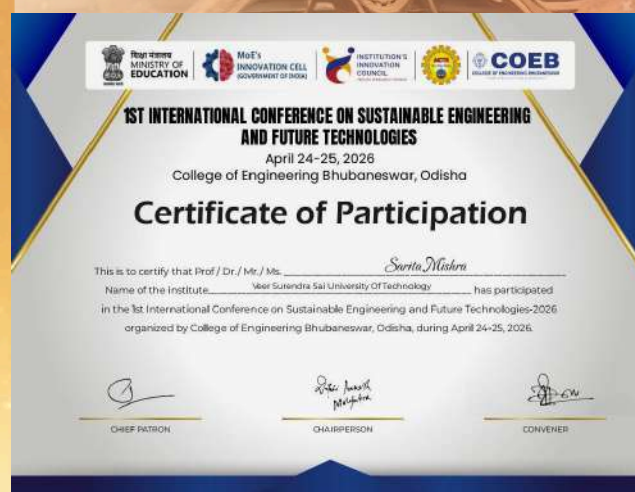 शिक्षा मंत्रालय
MINISTRY OF
EDUCATION
MoE's
INNOVATION CELL
(GOVERNMENT OF INDIA)
INSTITUTION'S
INNOVATION
COUNCIL
COEB
COLLEGE OF ENGINEERING BHUBANESWAR
1ST INTERNATIONAL CONFERENCE ON SUSTAINABLE ENGINEERING
AND FUTURE TECHNOLOGIES
April 24-25, 2026
College of Engineering Bhubaneswar, Odisha
Certificate of Participation
This is to certify that Prof / Dr. / Mr. / Ms. Sarita Mishra
Name of the institute Veer Surendra Sai University Of Technology has participated
in the 1st International Conference on Sustainable Engineering and Future Technologies-2026
organized by College of Engineering Bhubaneswar, Odisha, during April 24-25, 2026.
CHIEF PATRON
CHAIRPERSON
CONVENER